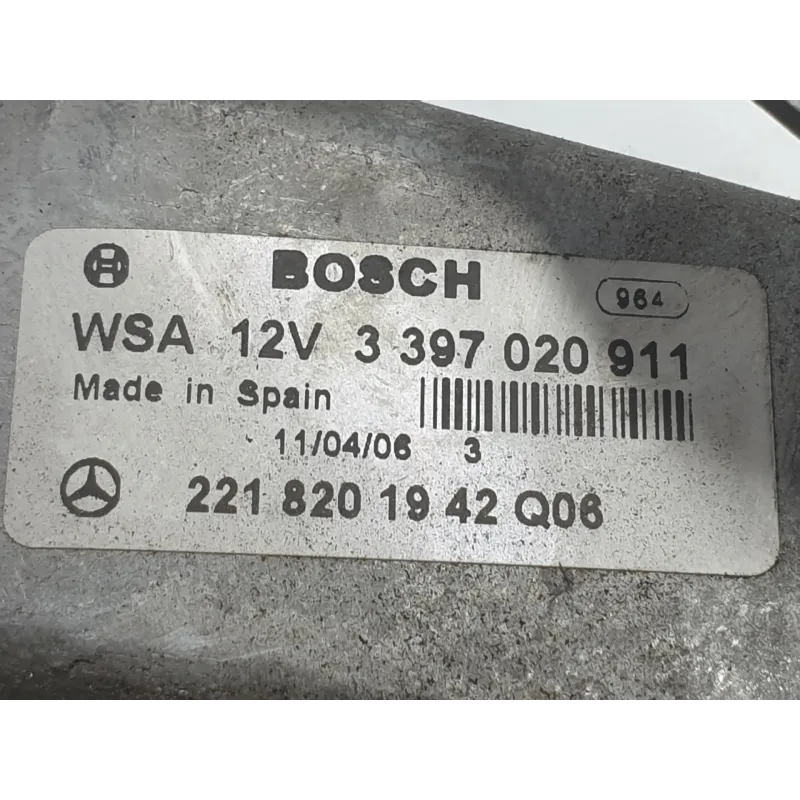 BOSCH
964
WSA 12V 3 397 020 911
Made in Spain
11/04/06 3
221 820 19 42 Q06